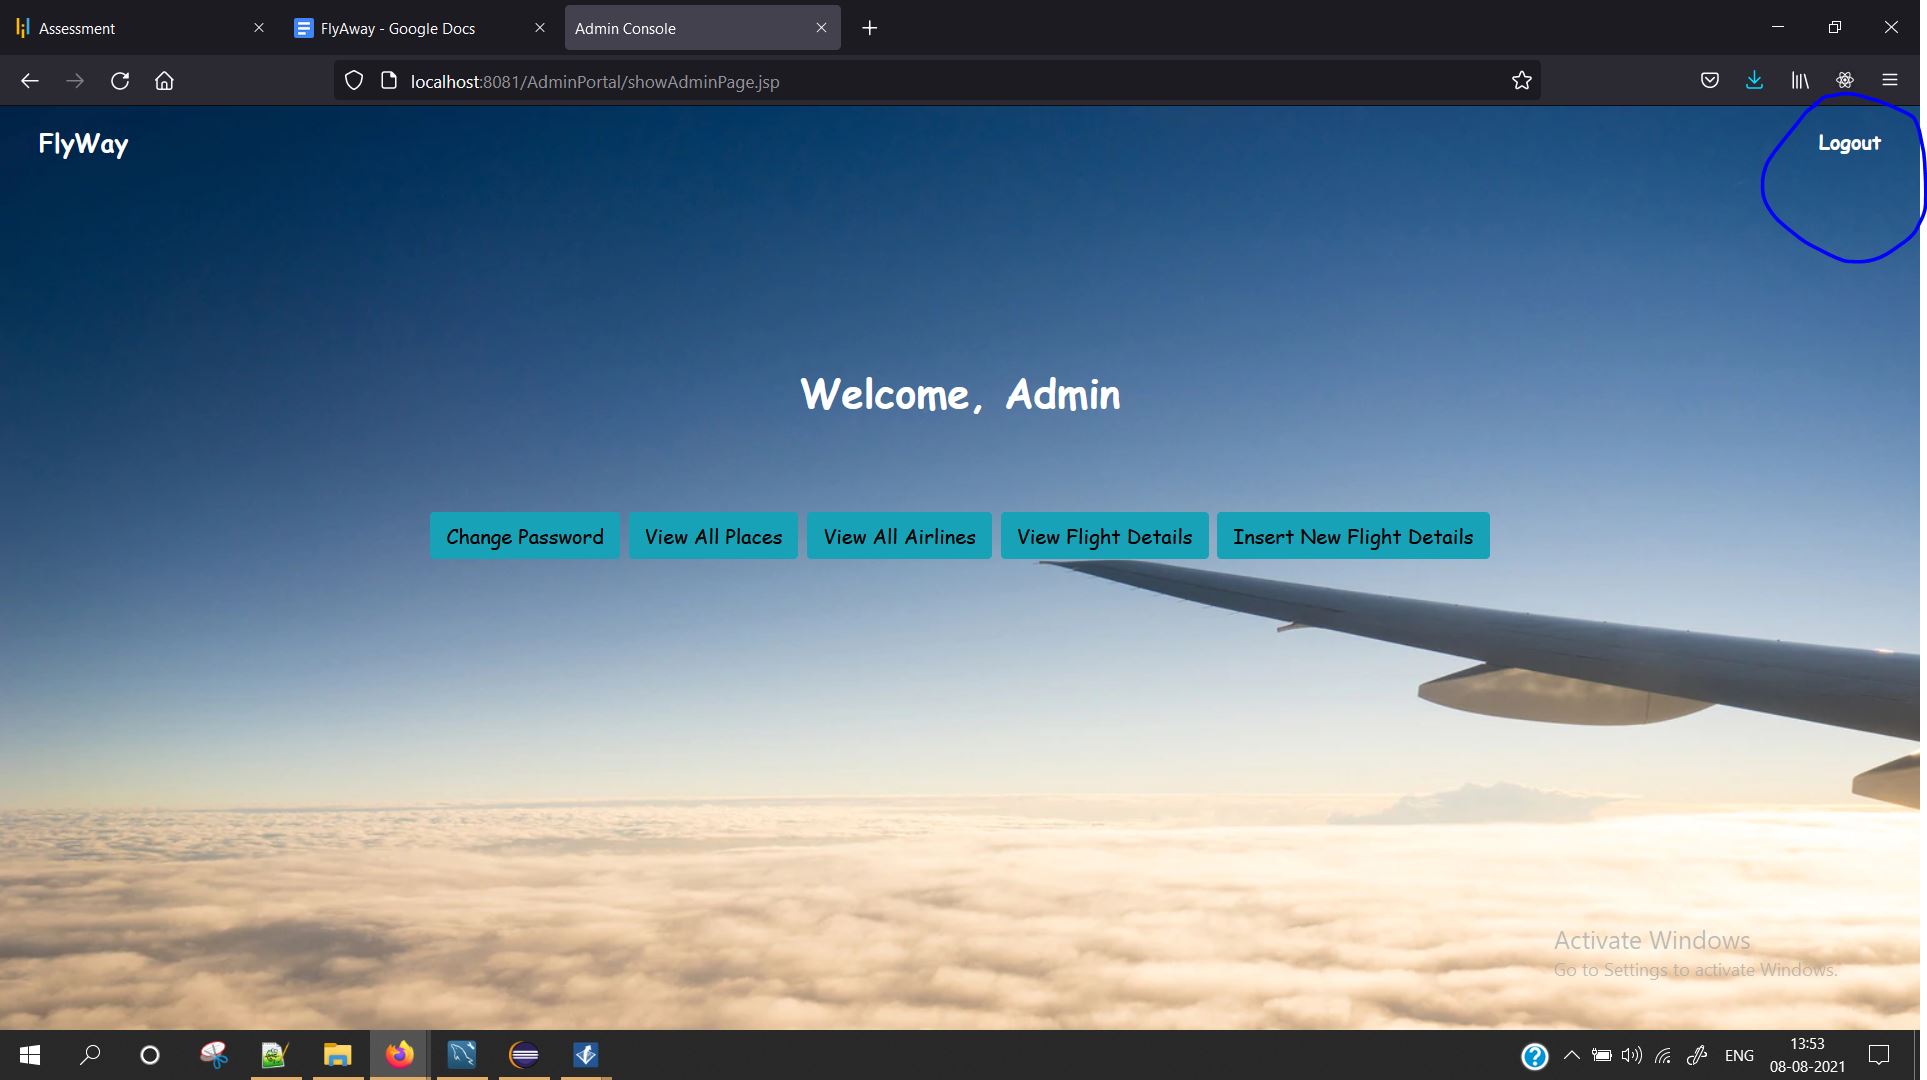 Assessment
FlyAway - Google Docs
Admin Console
localhost:8081/AdminPortal/showAdminPage.jsp
FlyWay
Logout
Welcome, Admin
Change Password
View All Places
View All Airlines
View Flight Details
Insert New Flight Details
Activate Windows
Go to Settings to activate Windows.
ENG
13:53
08-08-2021